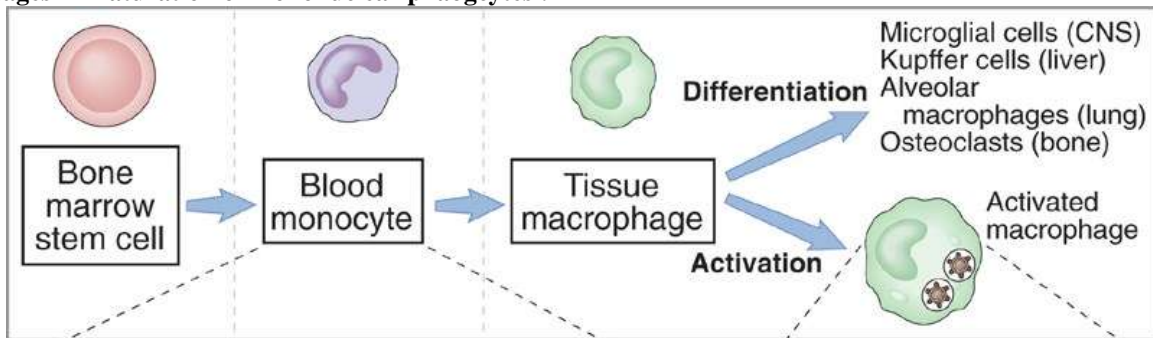 Microglial cells (CNS)
Kupffer cells (liver)
Alveolar
macrophages (lung)
Osteoclasts (bone)
Differentiation
Bone
marrow
stem cell
Blood
monocyte
Tissue
macrophage
Activation
Activated
macrophage